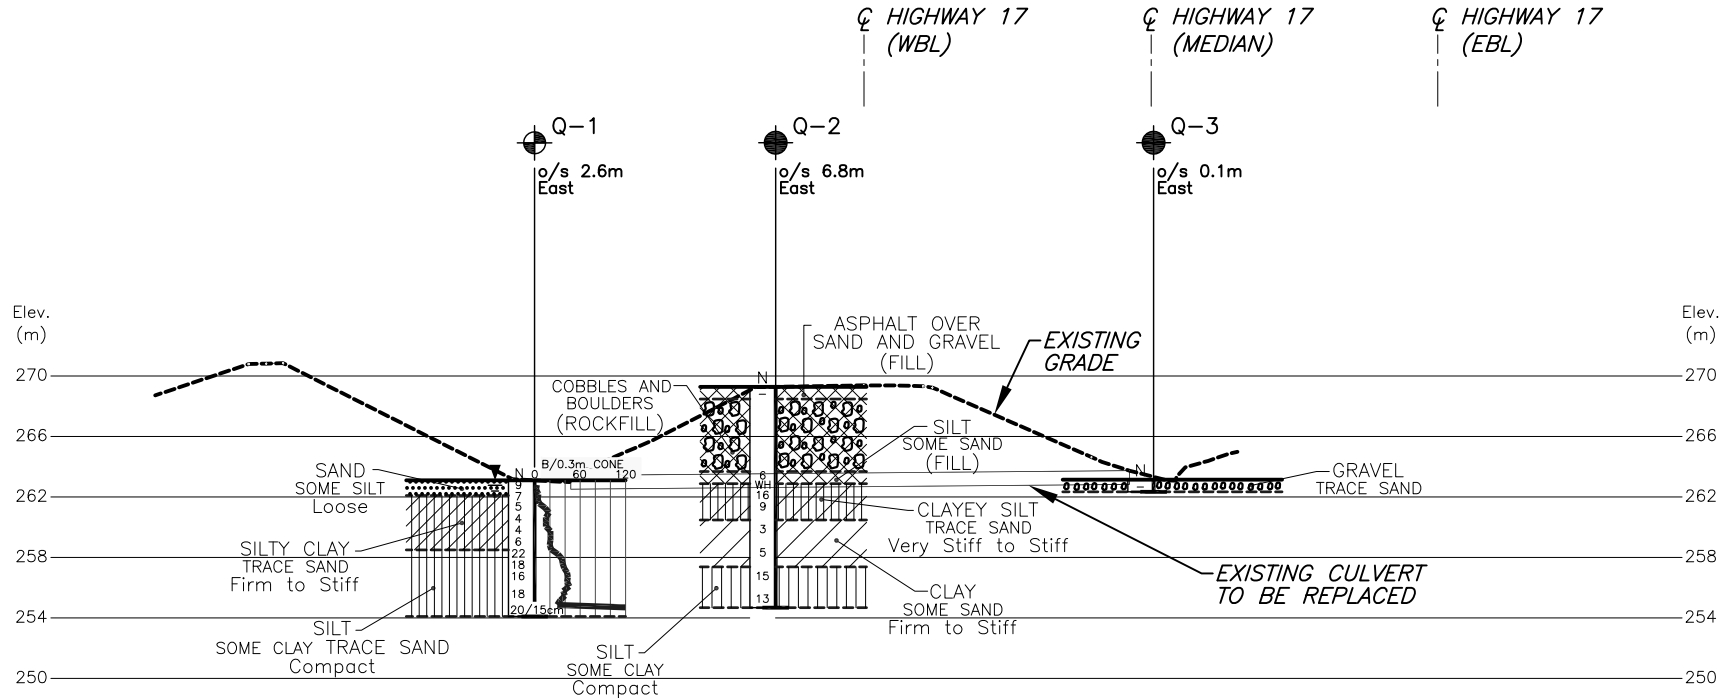 ℄ HIGHWAY 17
(WBL)
℄ HIGHWAY 17
(MEDIAN)
℄ HIGHWAY 17
(EBL)
Q-1
o/s 2.6m
East
Q-2
o/s 6.8m
East
Q-3
o/s 0.1m
East
Elev.
(m)
Elev.
(m)
270
266
262
258
254
250
270
266
262
258
254
250
ASPHALT OVER
SAND AND GRAVEL
(FILL)
EXISTING
GRADE
COBBLES AND
BOULDERS
(ROCKFILL)
SILT
SOME SAND
(FILL)
SAND
SOME SILT
Loose
GRAVEL
TRACE SAND
N
B/0.3m CONE
0 60 120
9
7
5
4
4
6
22
18
16
18
20/15cm
N
-
6
WH
16
9
3
5
15
13
N
-
CLAYEY SILT
TRACE SAND
Very Stiff to Stiff
SILTY CLAY
TRACE SAND
Firm to Stiff
EXISTING CULVERT
TO BE REPLACED
CLAY
SOME SAND
Firm to Stiff
SILT
SOME CLAY TRACE SAND
Compact
SILT
SOME CLAY
Compact